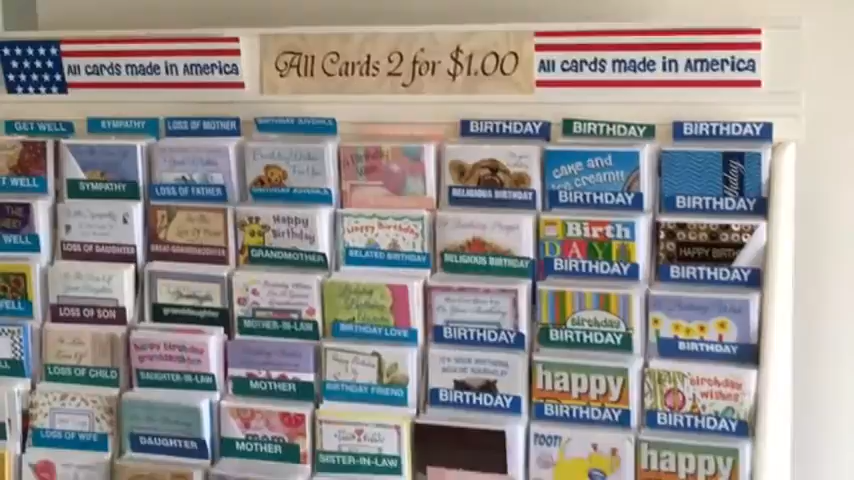 All cards made in America
All Cards 2 for $1.00
All cards made in America
GET WELL
SYMPATHY
LOSS OF MOTHER
BIRTHDAY JUVENILE
BIRTHDAY
BIRTHDAY
BIRTHDAY
T WELL
SYMPATHY
LOSS OF FATHER
BIRTHDAY JUVENILE
RELIGIOUS BIRTHDAY
cake and
ice cream!!
BIRTHDAY
BIRTHDAY
WELL
LOSS OF DAUGHTER
GREAT-GRANDDAUGHTER
Happy
Birthday
GRANDMOTHER
Happy Birthday
BELATED BIRTHDAY
RELIGIOUS BIRTHDAY
Birth
DAY
BIRTHDAY
HAPPY BIRTH
BIRTHDAY
LOSS OF SON
granddaughter
MOTHER-IN-LAW
BIRTHDAY LOVE
BIRTHDAY
birthday
BIRTHDAY
BIRTHDAY
LOSS OF CHILD
happy birthday
granddaughter
DAUGHTER-IN-LAW
MOTHER
BIRTHDAY FRIEND
BIRTHDAY
happy
BIRTHDAY
birthday
wishes
BIRTHDAY
LOSS OF WIFE
DAUGHTER
MOTHER
SISTER-IN-LAW
TOOT!
happy